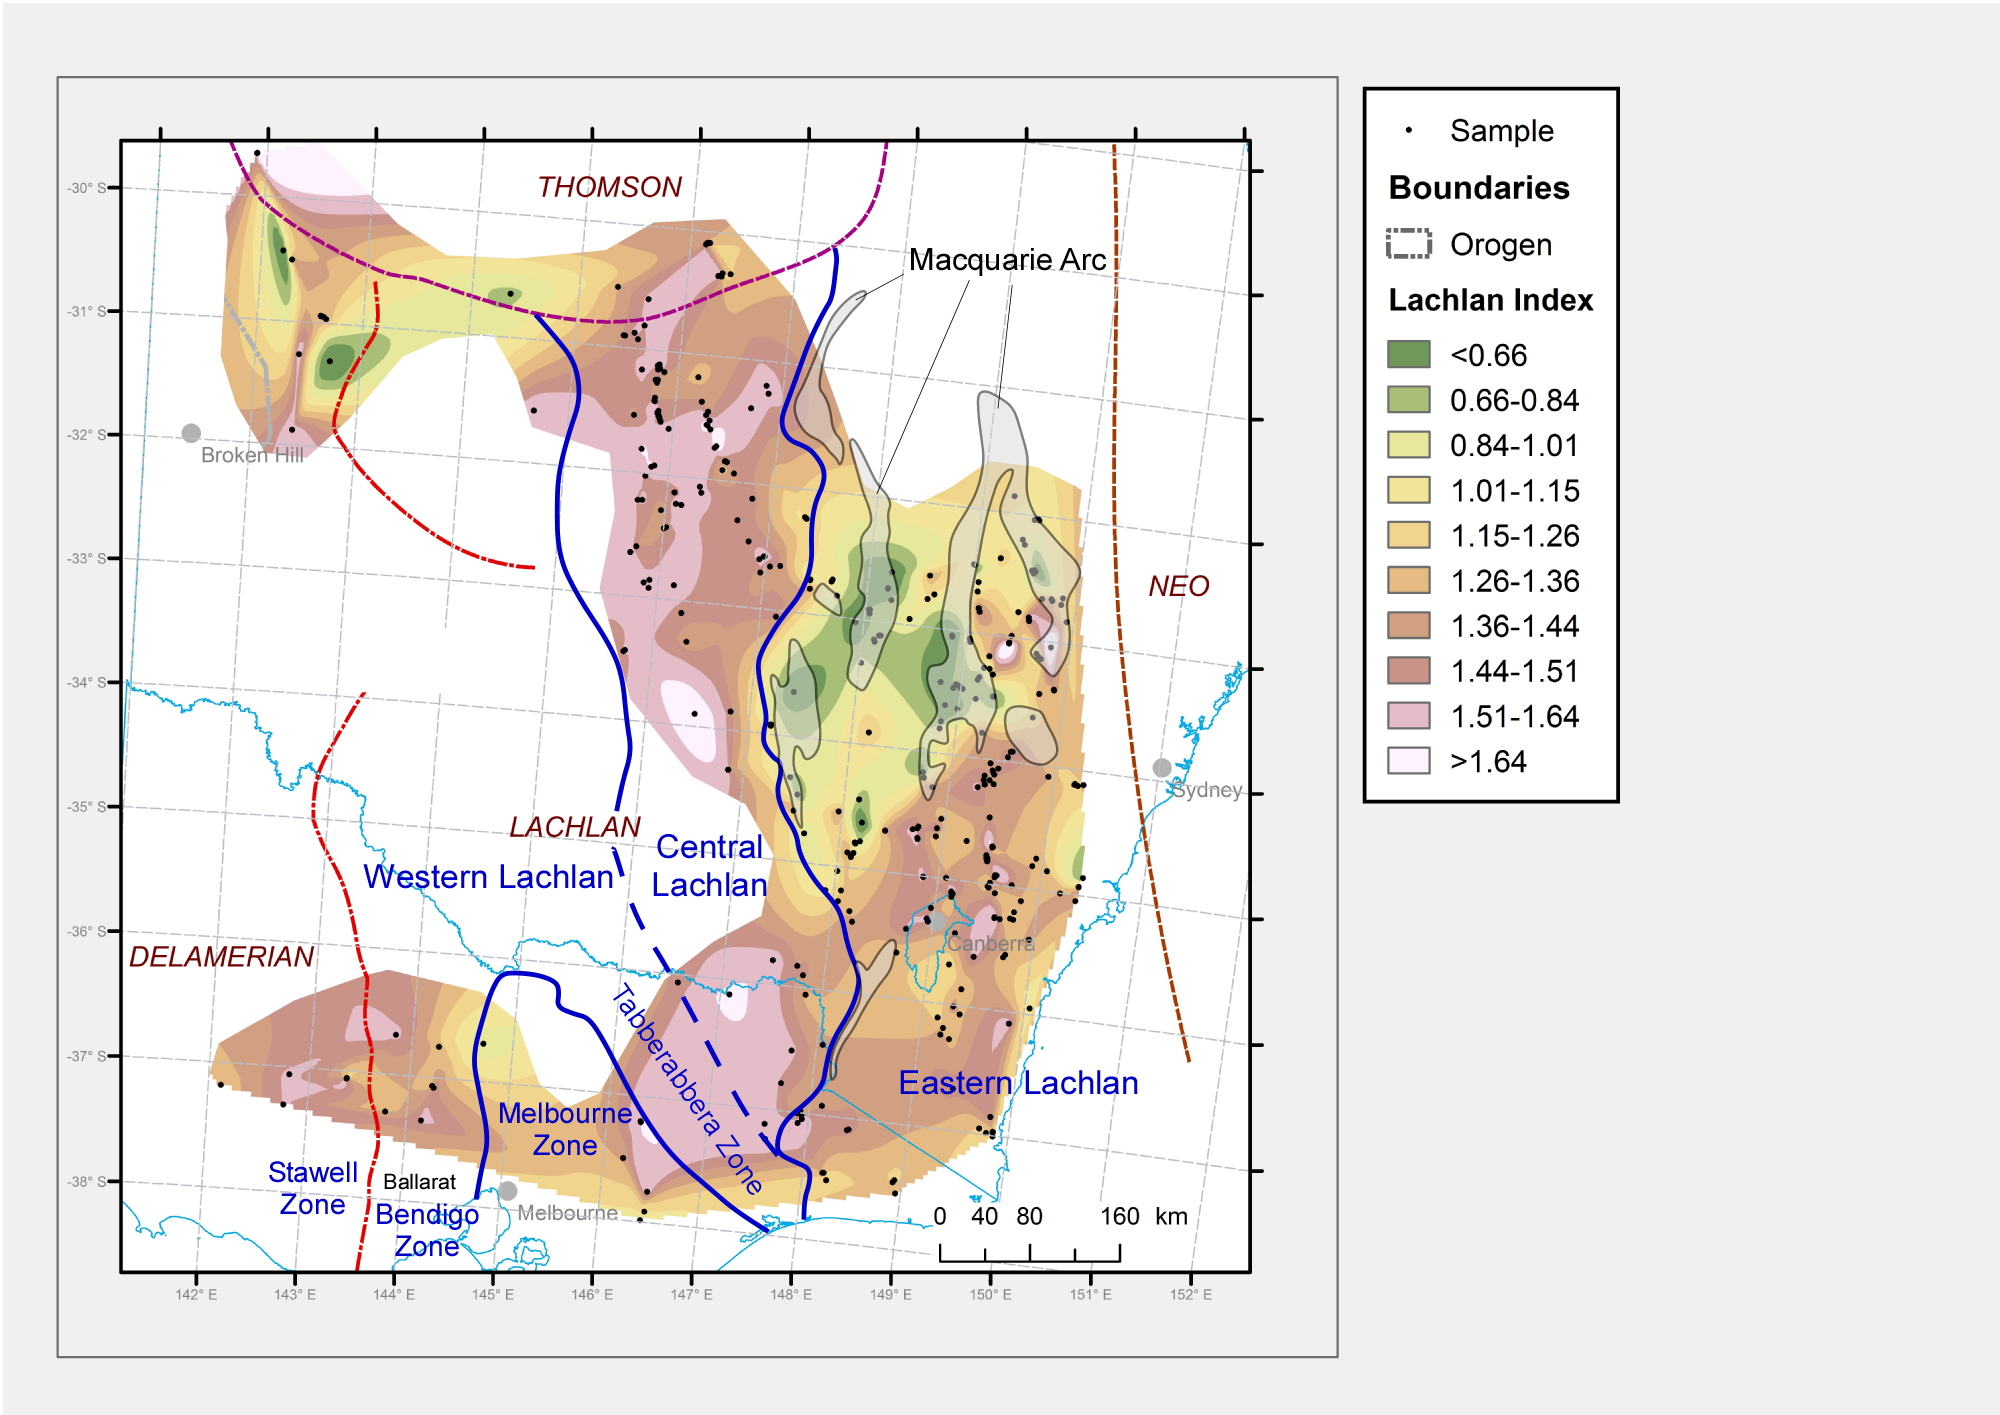 THOMSON
Macquarie Arc
NEO
Broken Hill
Sydney
LACHLAN
Western Lachlan
Central
Lachlan
DELAMERIAN
Canberra
Tabberabbera Zone
Eastern Lachlan
Melbourne
Zone
Stawell
Zone
Ballarat
Bendigo
Zone
Melbourne
0 40 80 160 km
-30° S
-31° S
-32° S
-33° S
-34° S
-35° S
-36° S
-37° S
-38° S
142° E
143° E
144° E
145° E
146° E
147° E
148° E
149° E
150° E
151° E
152° E
Sample
Boundaries
Orogen
Lachlan Index
<0.66
0.66-0.84
0.84-1.01
1.01-1.15
1.15-1.26
1.26-1.36
1.36-1.44
1.44-1.51
1.51-1.64
>1.64